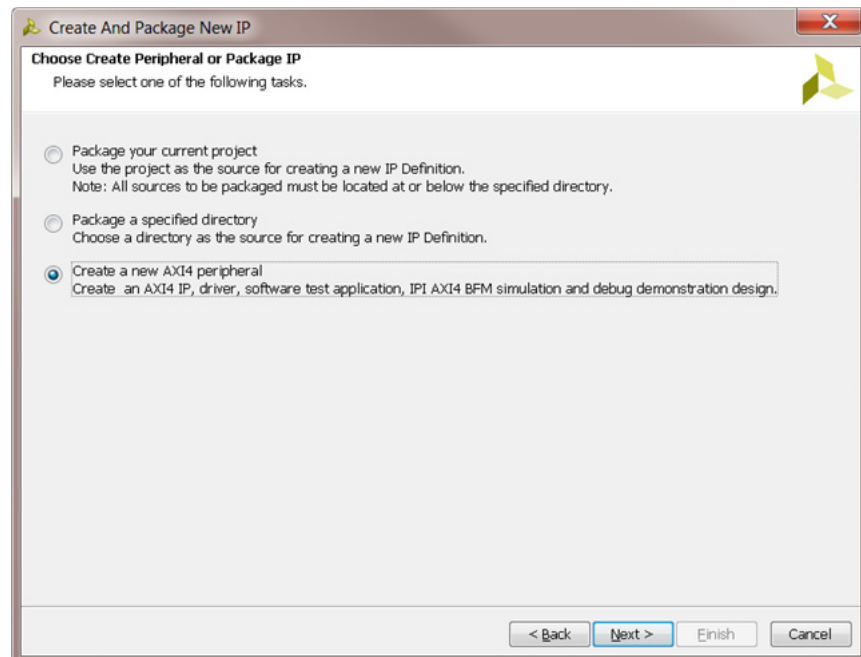 Create And Package New IP
Choose Create Peripheral or Package IP
Please select one of the following tasks.
Package your current project
Use the project as the source for creating a new IP Definition.
Note: All sources to be packaged must be located at or below the specified directory.
Package a specified directory
Choose a directory as the source for creating a new IP Definition.
Create a new AXI4 peripheral
Create an AXI4 IP, driver, software test application, IPI AXI4 BFM simulation and debug demonstration design.
< Back Next > Finish Cancel